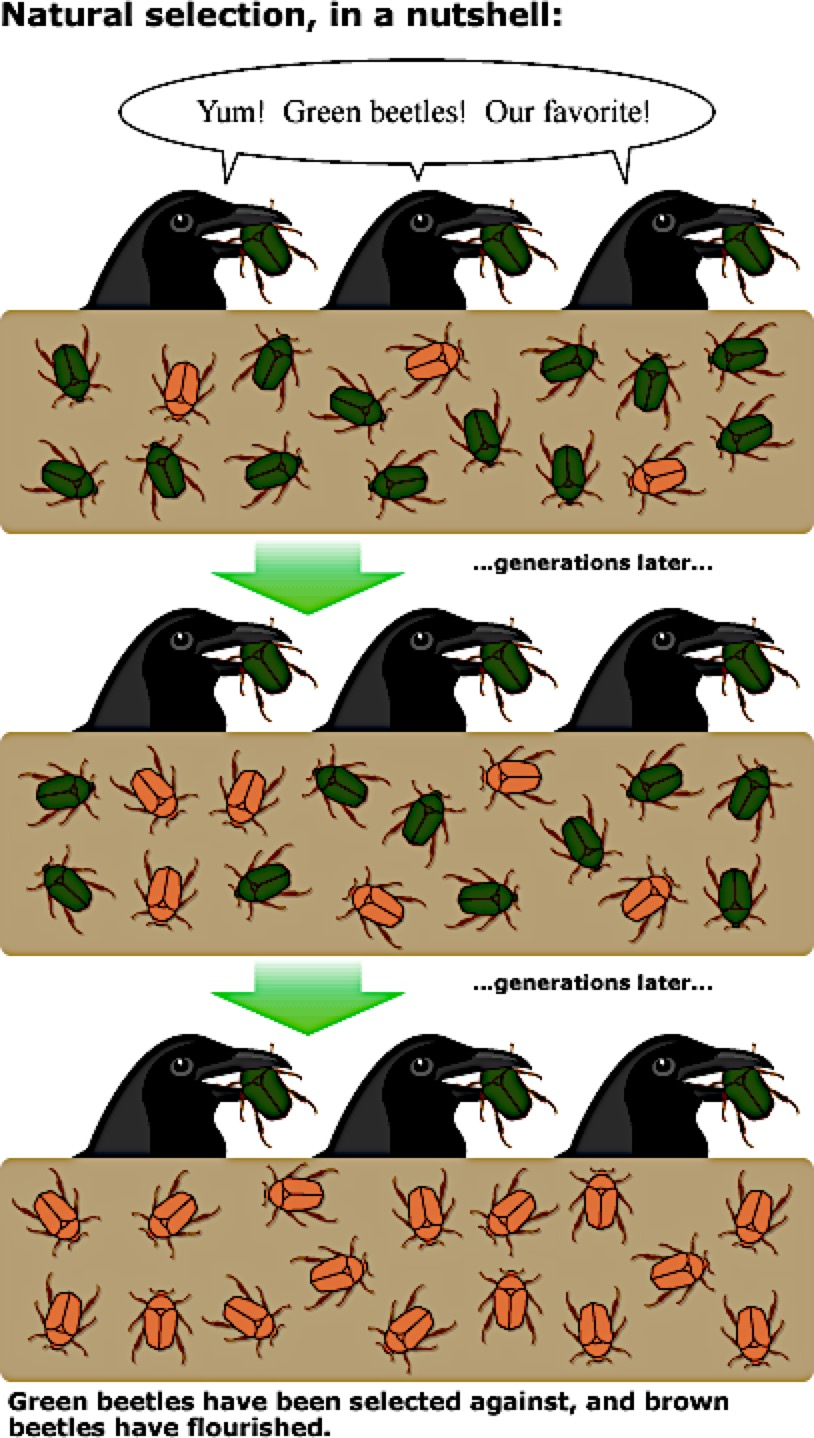 Natural selection, in a nutshell:
Yum! Green beetles! Our favorite!
...generations later...
...generations later...
Green beetles have been selected against, and brown
beetles have flourished.